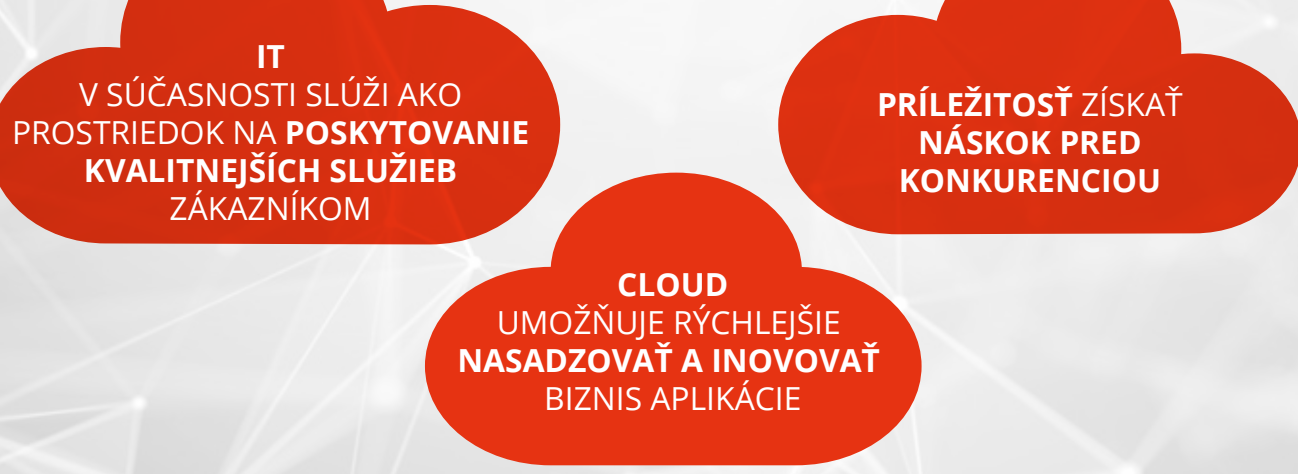 IT
V SÚČASNOSTI SLÚŽI AKO
PROSTRIEDOK NA POSKYTOVANIE
KVALITNEJŠÍCH SLUŽIEB
ZÁKAZNÍKOM
PRÍLEŽITOSŤ ZÍSKAŤ
NÁSKOK PRED
KONKURENCIOU
CLOUD
UMOŽŇUJE RÝCHLEJŠIE
NASADZOVAŤ A INOVOVAŤ
BIZNIS APLIKÁCIE